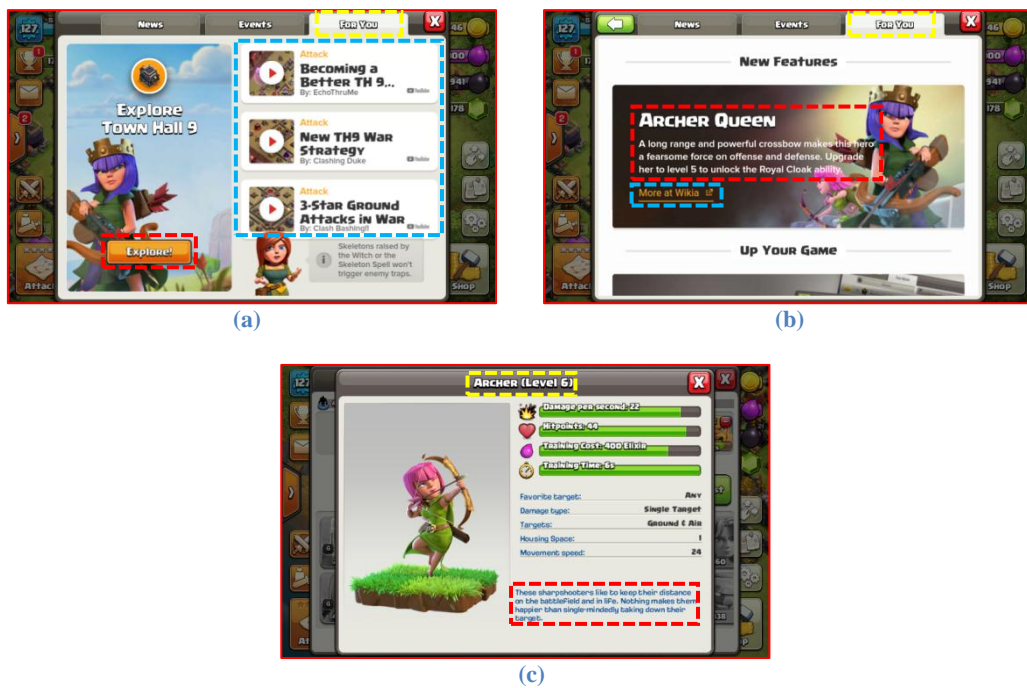 News
Events
For You
X
127
46
Explore
Town Hall 9
Explore!
Attack
Becoming a
Better TH 9...
By: EchoThruMe
YouTube
Attack
New TH9 War
Strategy
By: Clashing Duke
YouTube
Attack
3-Star Ground
Attacks in War
By: Clash Bashing!!
YouTube
Skeletons raised by
the Witch or the
Skeleton Spell won't
trigger enemy traps.
Attac
Shop
(a)
News
Events
For You
X
127
46
New Features
Archer Queen
A long range and powerful crossbow makes this hero
a fearsome force on offense and defense. Upgrade
her to level 5 to unlock the Royal Cloak ability.
More at Wikia
Up Your Game
Attac
Shop
(b)
Archer (Level 6)
X
Damage per second: 22
Hitpoints: 44
Training Cost: 400 Elixir
Training Time: 6s
Favorite target: Any
Damage type: Single Target
Targets: Ground & Air
Housing Space: 1
Movement speed: 24
These sharpshooters like to keep their distance
on the battlefield and in life. Nothing makes them
happier than single-mindedly taking down their
target.
(c)